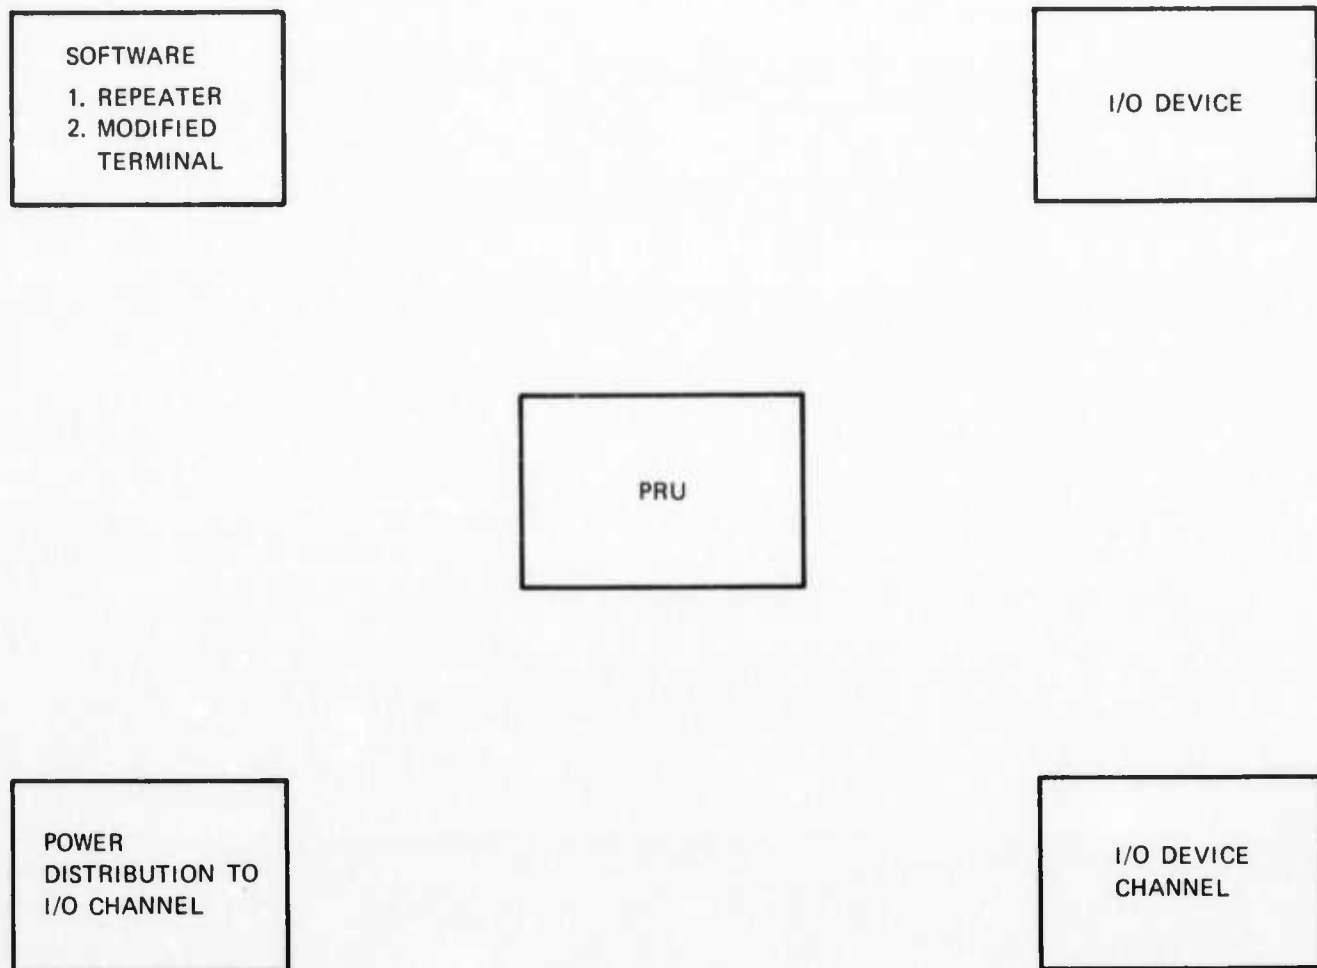 SOFTWARE
1. REPEATER
2. MODIFIED
TERMINAL
I/O DEVICE
PRU
POWER
DISTRIBUTION TO
I/O CHANNEL
I/O DEVICE
CHANNEL